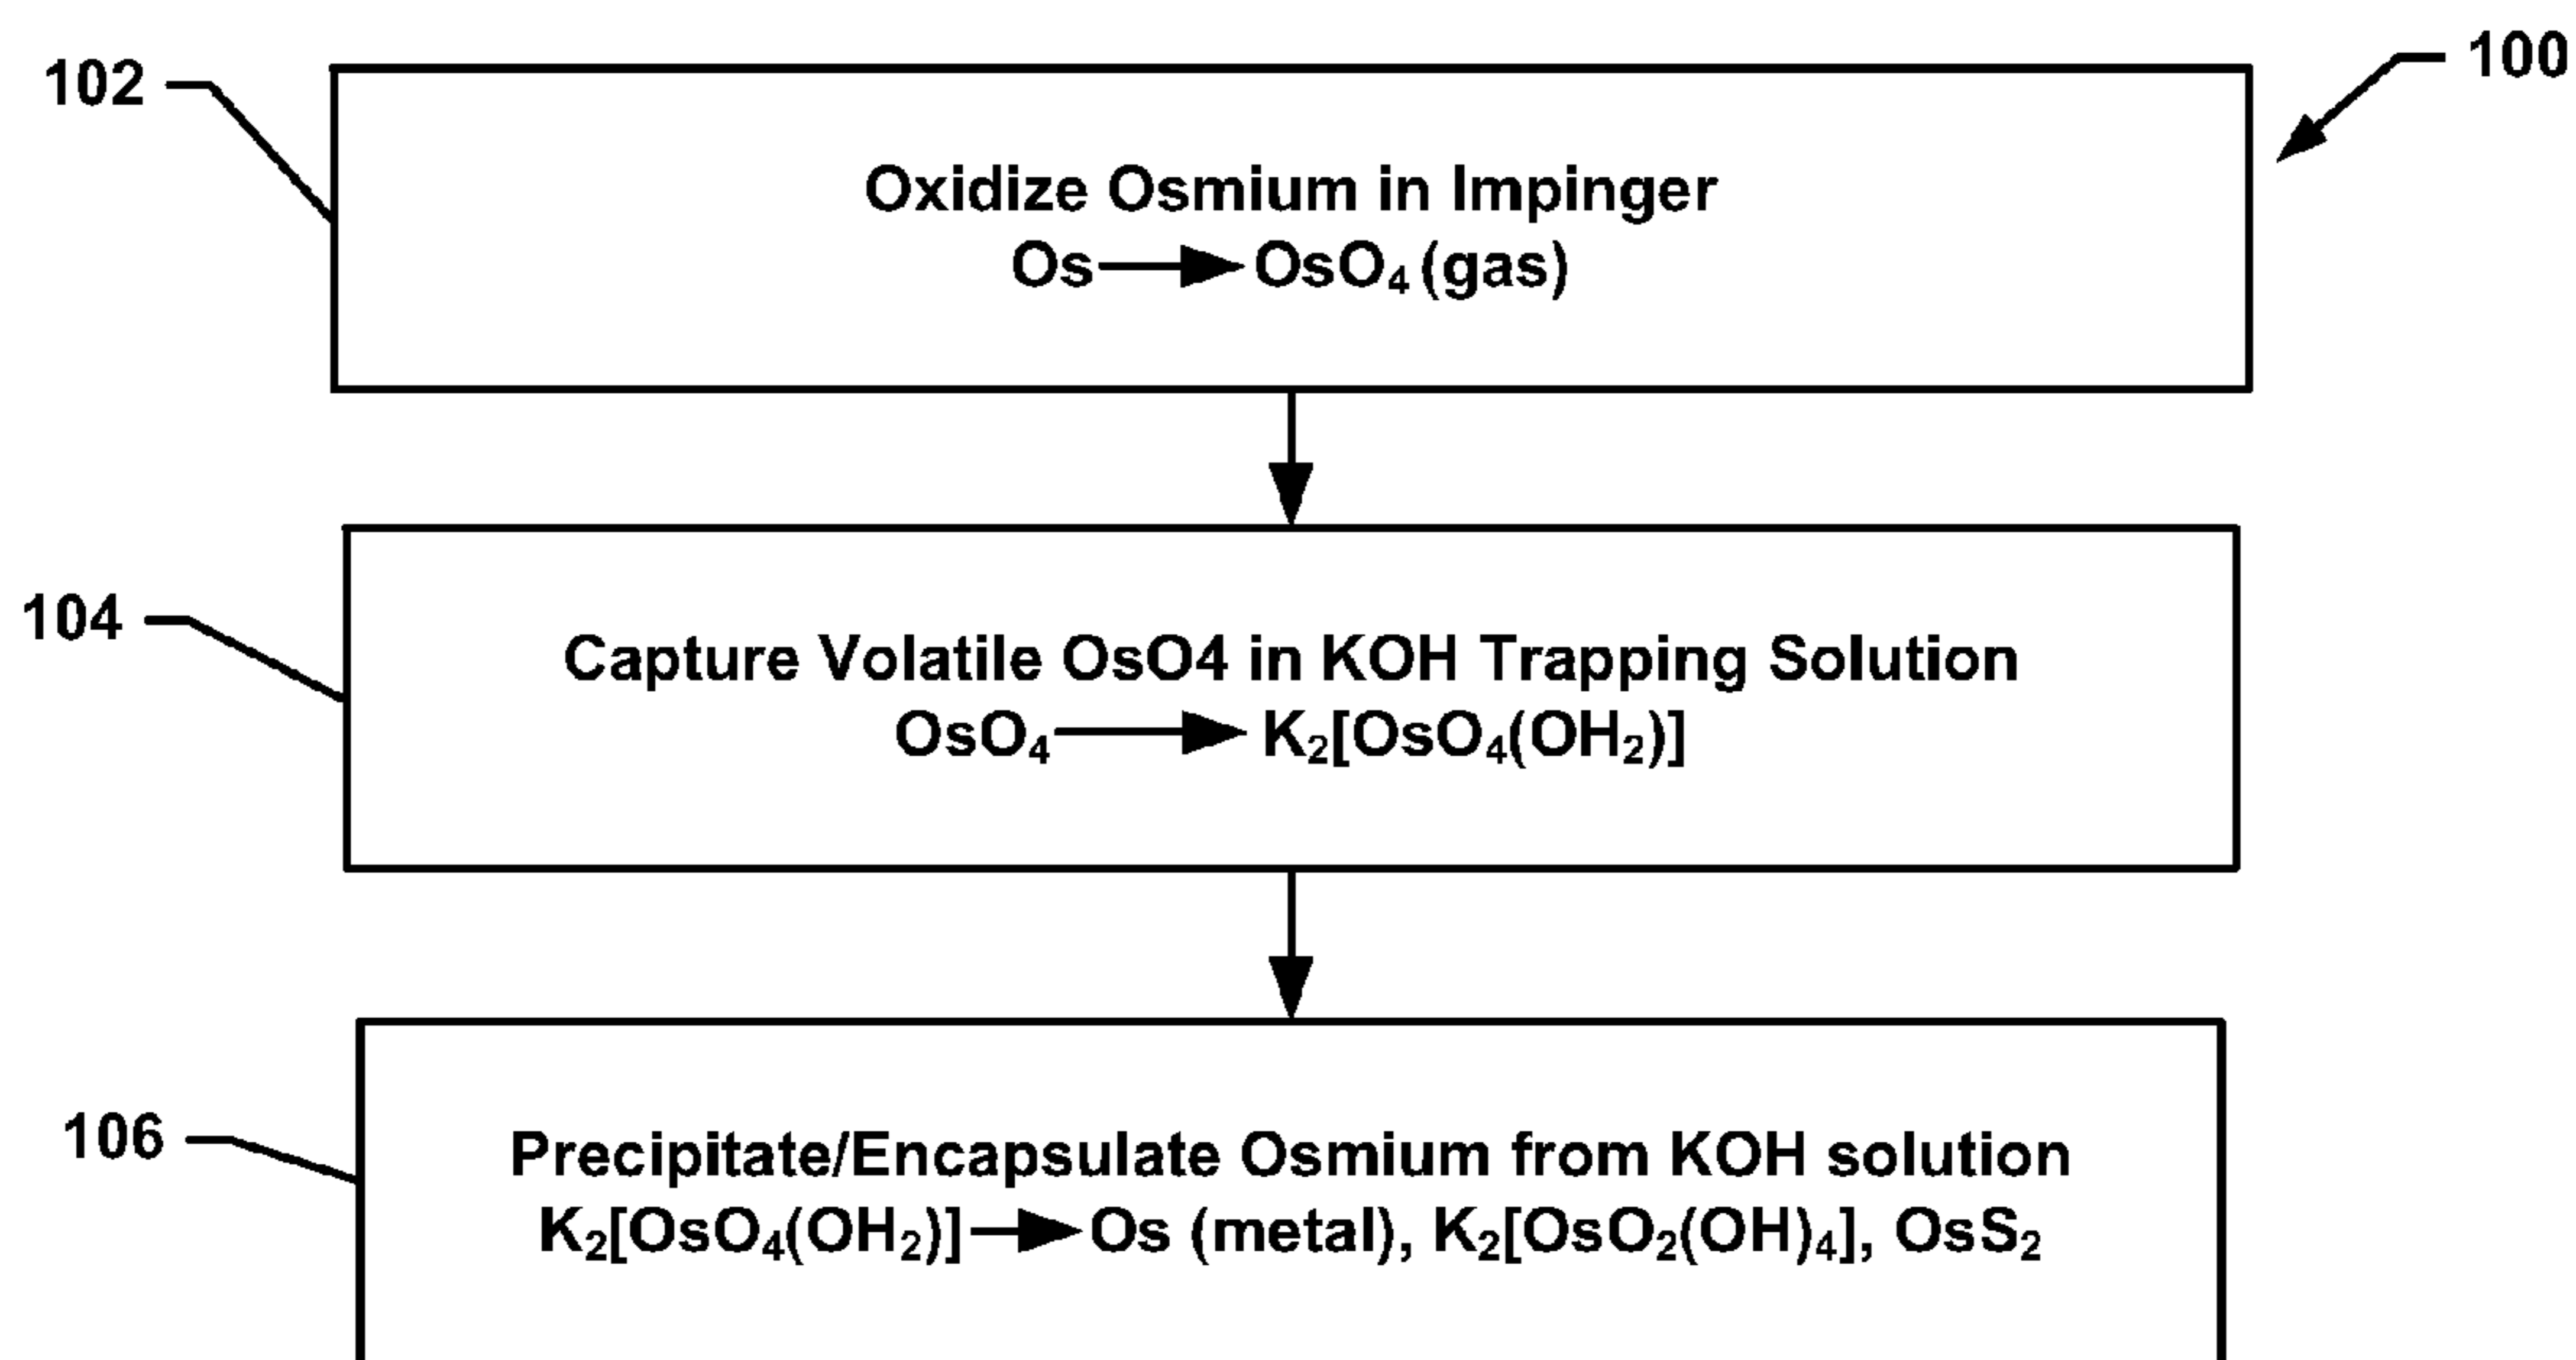 100
102
Oxidize Osmium in Impinger
Os → OsO₄ (gas)
104
Capture Volatile OsO4 in KOH Trapping Solution
OsO₄ → K₂[OsO₄(OH₂)]
106
Precipitate/Encapsulate Osmium from KOH solution
K₂[OsO₄(OH₂)] → Os (metal), K₂[OsO₂(OH)₄], OsS₂